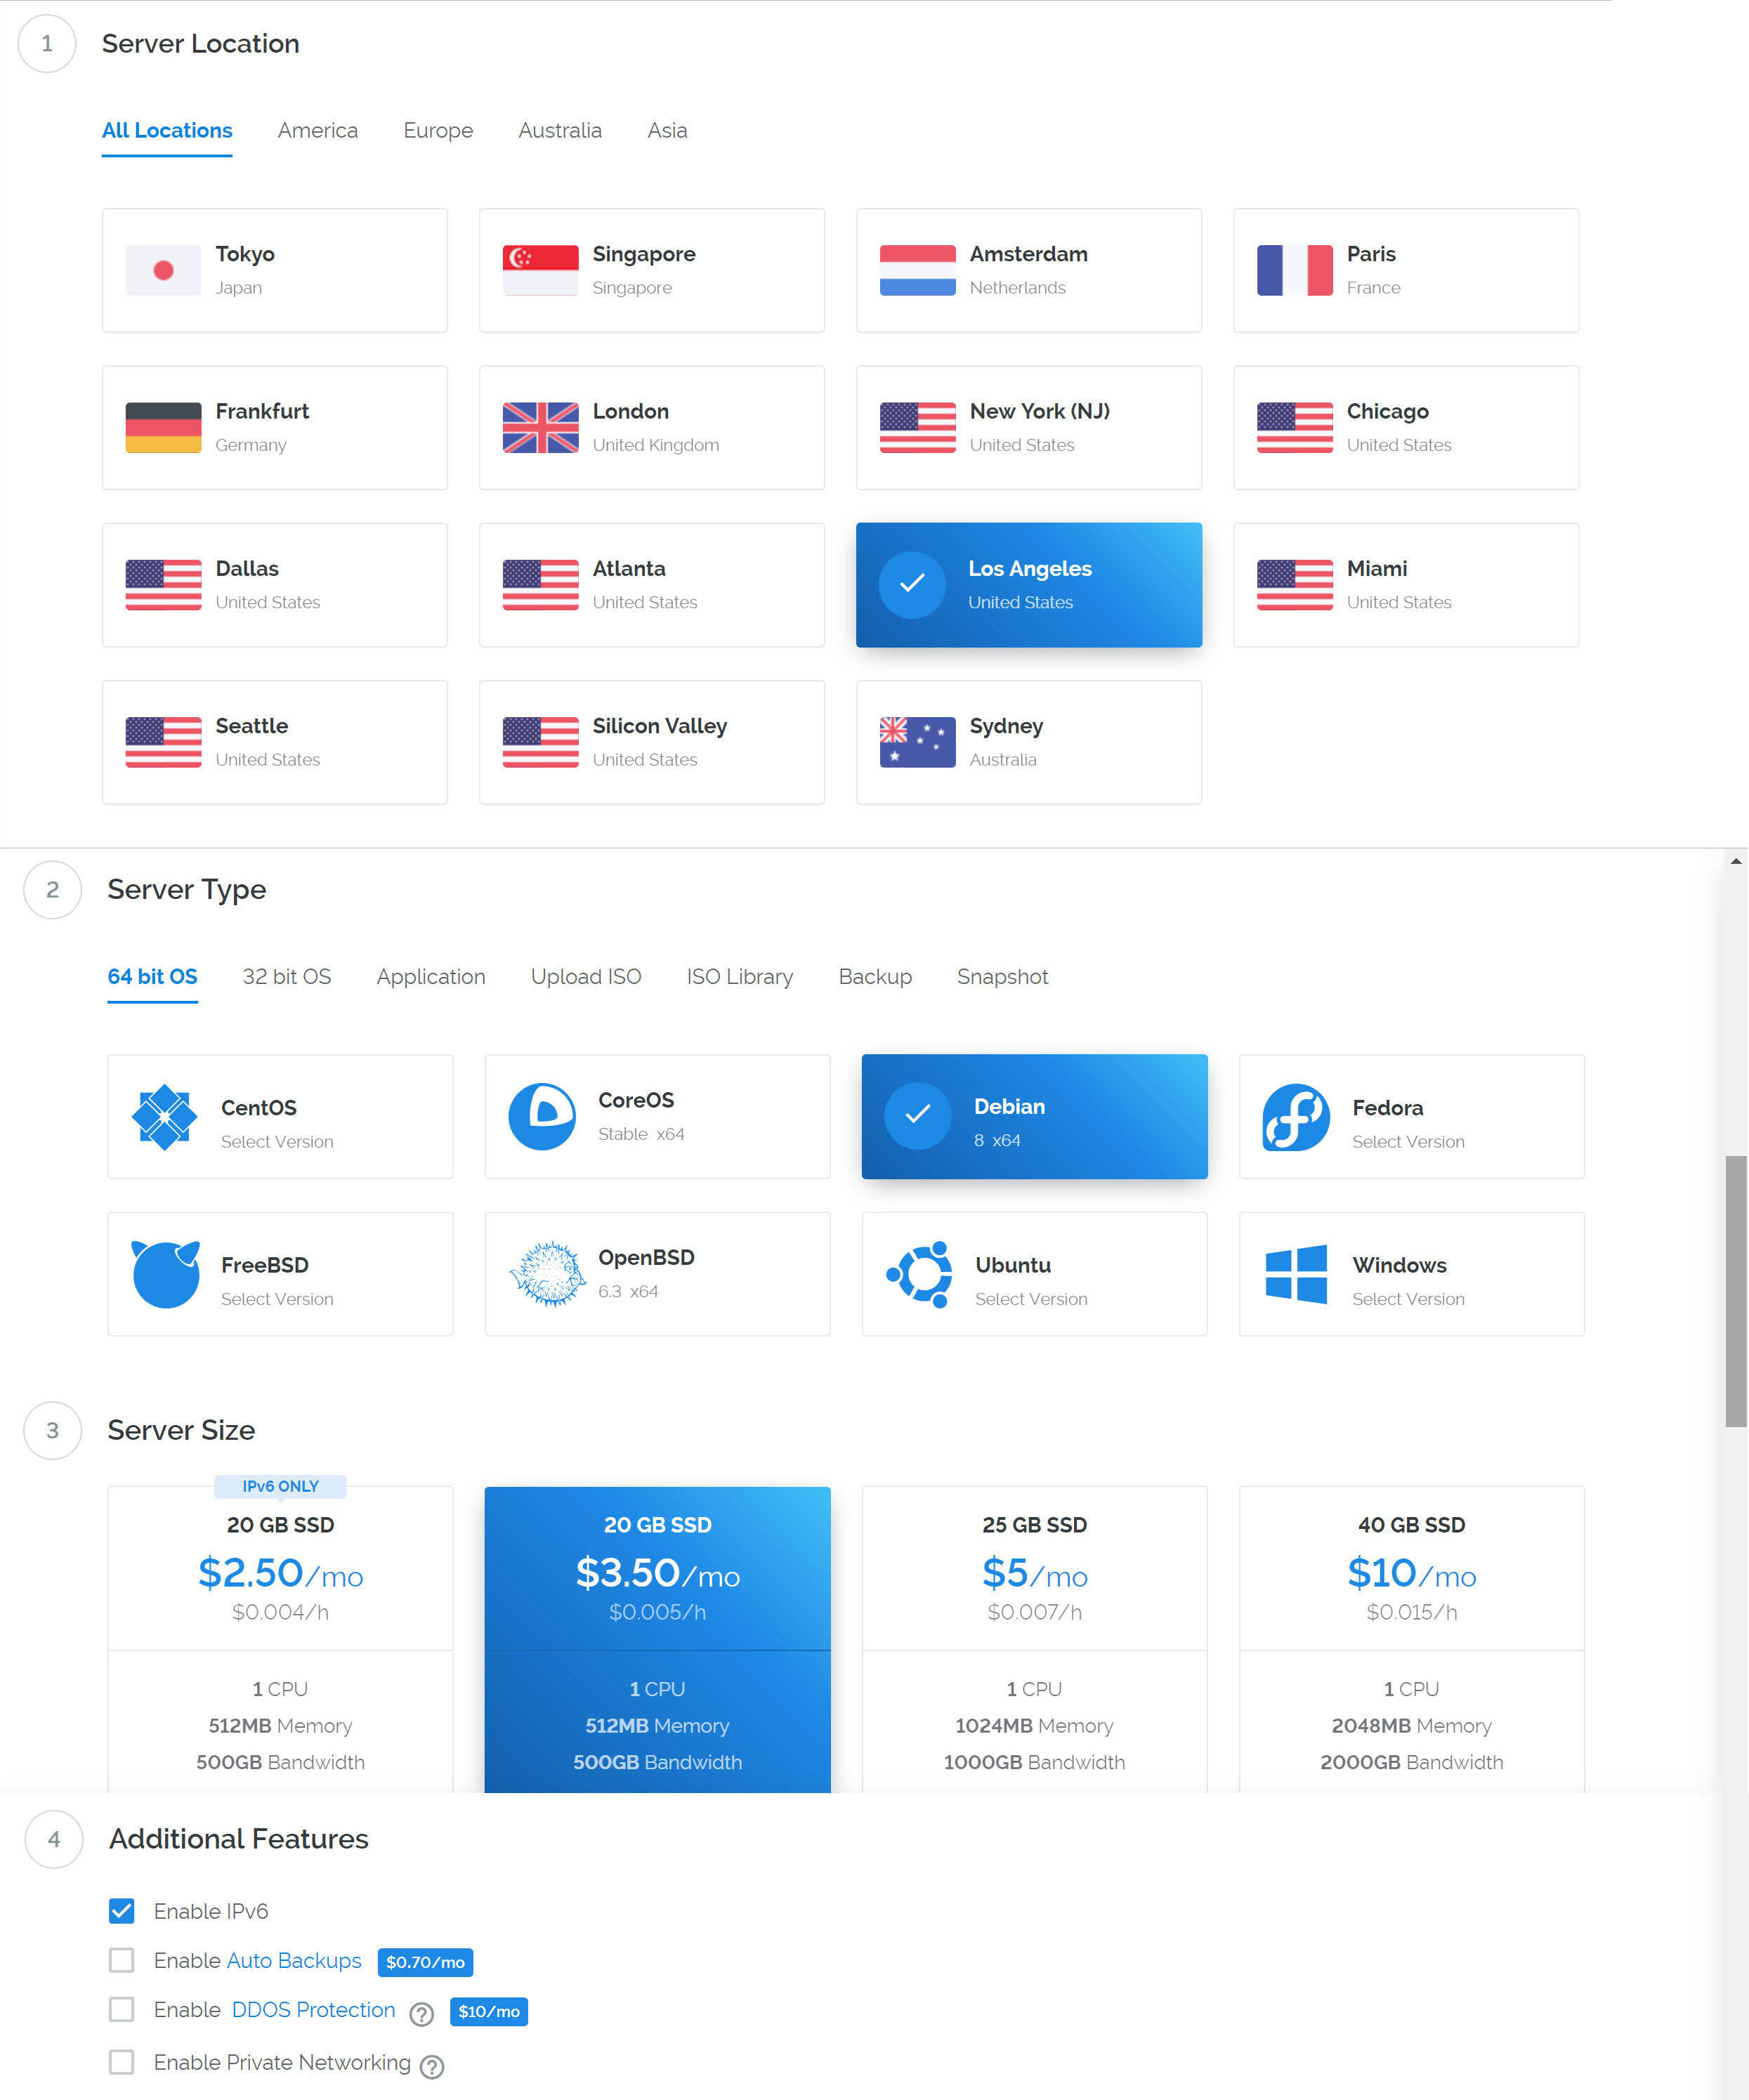 1
Server Location
All Locations America Europe Australia Asia
Tokyo
Japan
Singapore
Singapore
Amsterdam
Netherlands
Paris
France
Frankfurt
Germany
London
United Kingdom
New York (NJ)
United States
Chicago
United States
Dallas
United States
Atlanta
United States
Los Angeles
United States
Miami
United States
Seattle
United States
Silicon Valley
United States
Sydney
Australia
2
Server Type
64 bit OS 32 bit OS Application Upload ISO ISO Library Backup Snapshot
CentOS
Select Version
CoreOS
Stable x64
Debian
8 x64
Fedora
Select Version
FreeBSD
Select Version
OpenBSD
6.3 x64
Ubuntu
Select Version
Windows
Select Version
3
Server Size
IPv6 ONLY
20 GB SSD
$2.50/mo
$0.004/h
1 CPU
512MB Memory
500GB Bandwidth
20 GB SSD
$3.50/mo
$0.005/h
1 CPU
512MB Memory
500GB Bandwidth
25 GB SSD
$5/mo
$0.007/h
1 CPU
1024MB Memory
1000GB Bandwidth
40 GB SSD
$10/mo
$0.015/h
1 CPU
2048MB Memory
2000GB Bandwidth
4
Additional Features
Enable IPv6
Enable Auto Backups $0.70/mo
Enable DDOS Protection ? $10/mo
Enable Private Networking ?